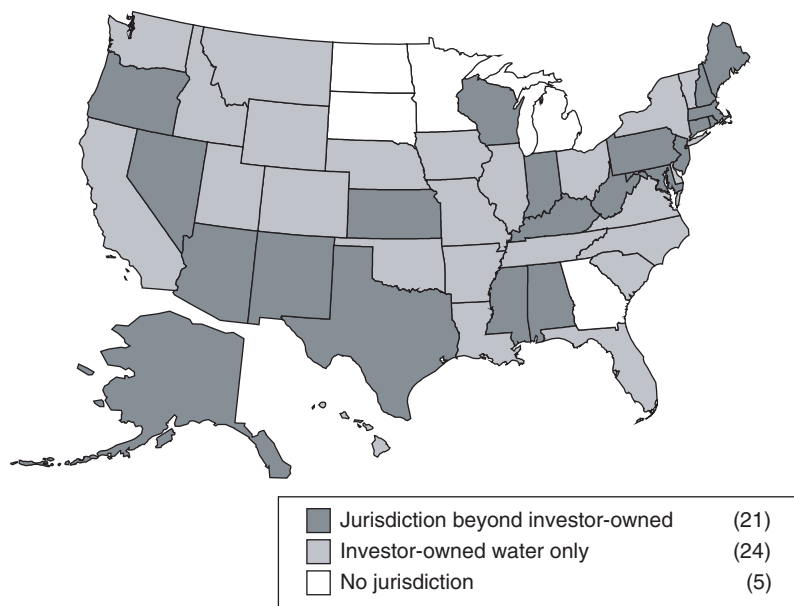 Jurisdiction beyond investor-owned (21)
Investor-owned water only (24)
No jurisdiction (5)